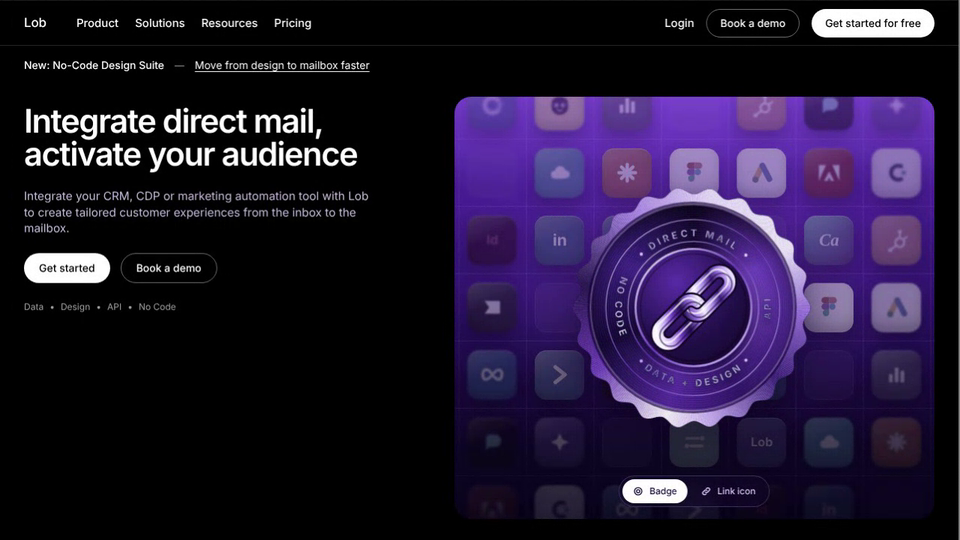 Lob
Product
Solutions
Resources
Pricing
Login
Book a demo
Get started for free
New: No-Code Design Suite — Move from design to mailbox faster
Integrate direct mail,
activate your audience
Integrate your CRM, CDP or marketing automation tool with Lob
to create tailored customer experiences from the inbox to the
mailbox.
Get started
Book a demo
Data • Design • API • No Code
Id
in
Ca
DIRECT MAIL
NO CODE
API
DATA + DESIGN
Lob
in
Badge
Link icon